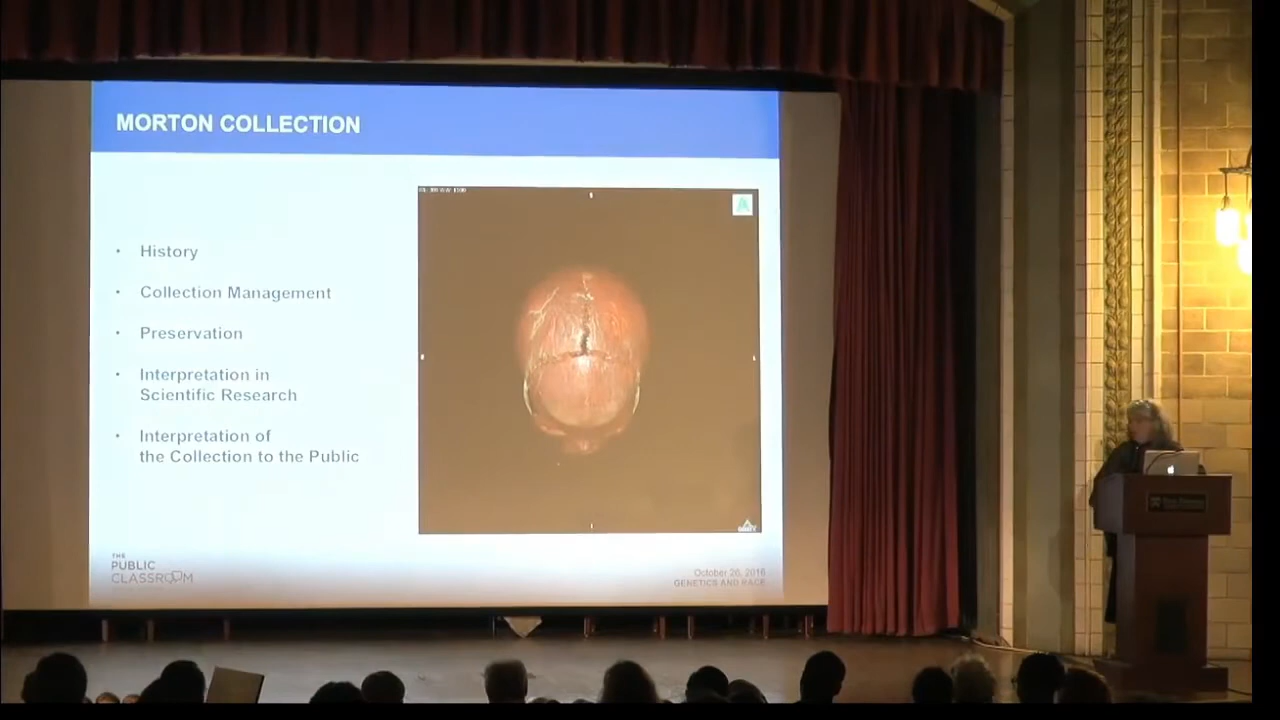 MORTON COLLECTION
• History
• Collection Management
• Preservation
• Interpretation in
Scientific Research
• Interpretation of
the Collection to the Public
THE
PUBLIC
CLASSROOM
October 26, 2016
GENETICS AND RACE